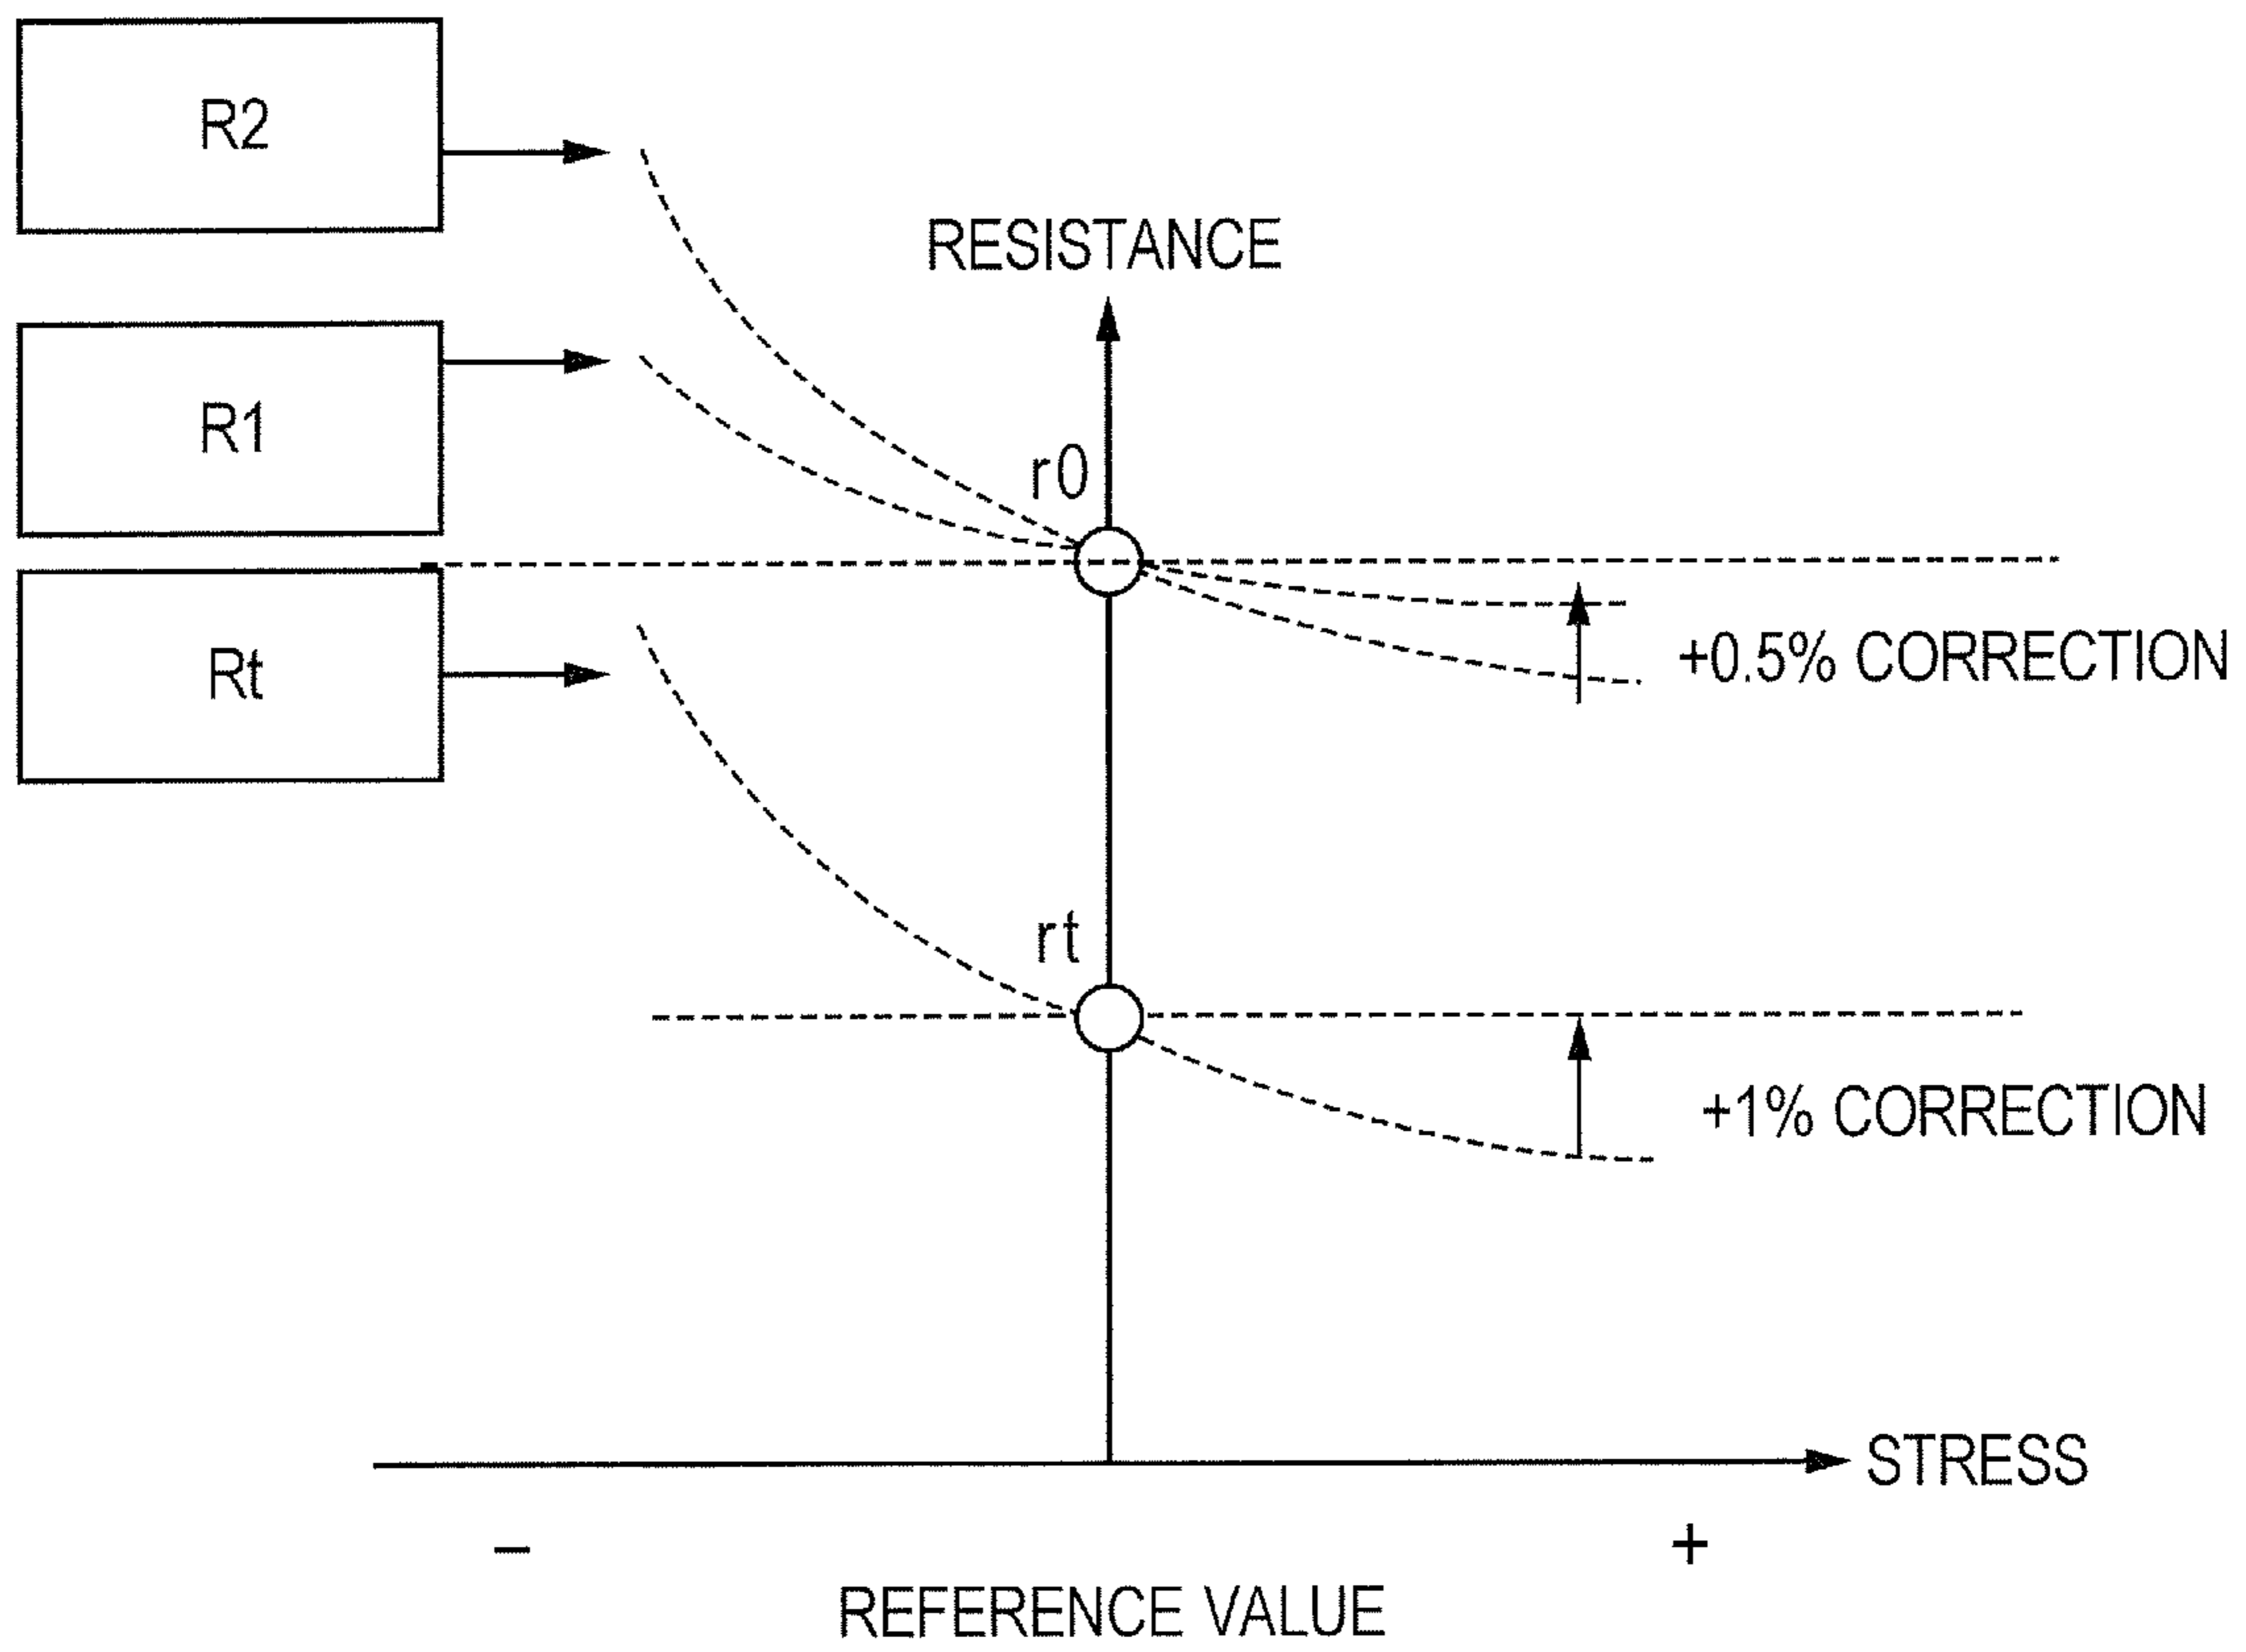 R2
RESISTANCE
R1
r0
Rt
+0.5% CORRECTION
rt
+1% CORRECTION
STRESS
− +
REFERENCE VALUE